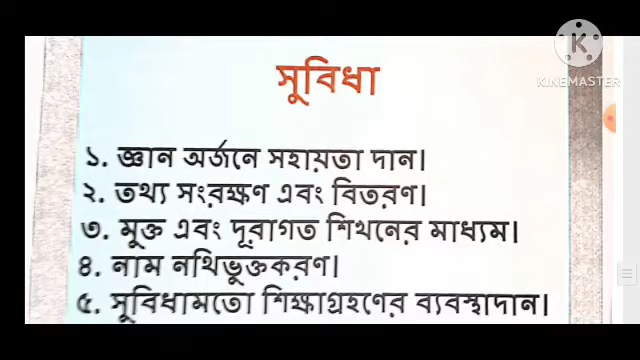 সুবিধা
KINEMASTER
১. জ্ঞান অর্জনে সহায়তা দান।
২. তথ্য সংরক্ষণ এবং বিতরণ।
৩. মুক্ত এবং দূরাগত শিখনের মাধ্যম।
৪. নাম নথিভুক্তকরণ।
৫. সুবিধামতো শিক্ষাগ্রহণের ব্যবস্থাদান।